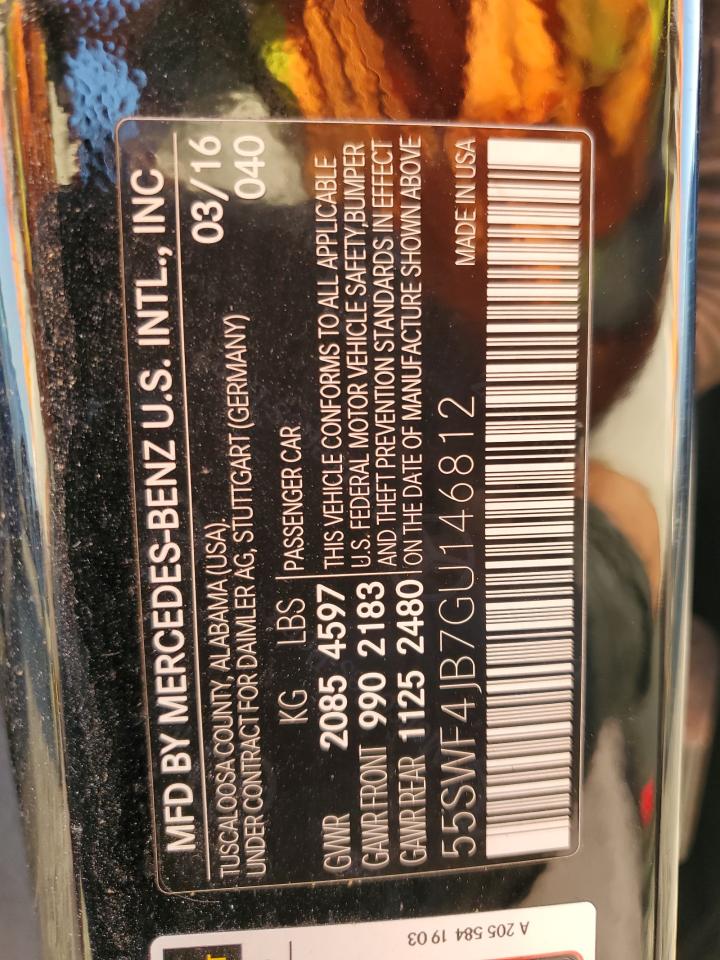 MFD BY MERCEDES-BENZ U.S. INTL., INC
TUSCALOOSA COUNTY, ALABAMA (USA), 03/16
UNDER CONTRACT FOR DAIMLER AG, STUTTGART (GERMANY) 040
KG LBS PASSENGER CAR
GVWR 2085 4597 THIS VEHICLE CONFORMS TO ALL APPLICABLE
GAWR FRONT 990 2183 U.S. FEDERAL MOTOR VEHICLE SAFETY,BUMPER
AND THEFT PREVENTION STANDARDS IN EFFECT
GAWR REAR 1125 2480 ON THE DATE OF MANUFACTURE SHOWN ABOVE
55SWF4JB7GU146812 MADE IN USA
A 205 584 19 03